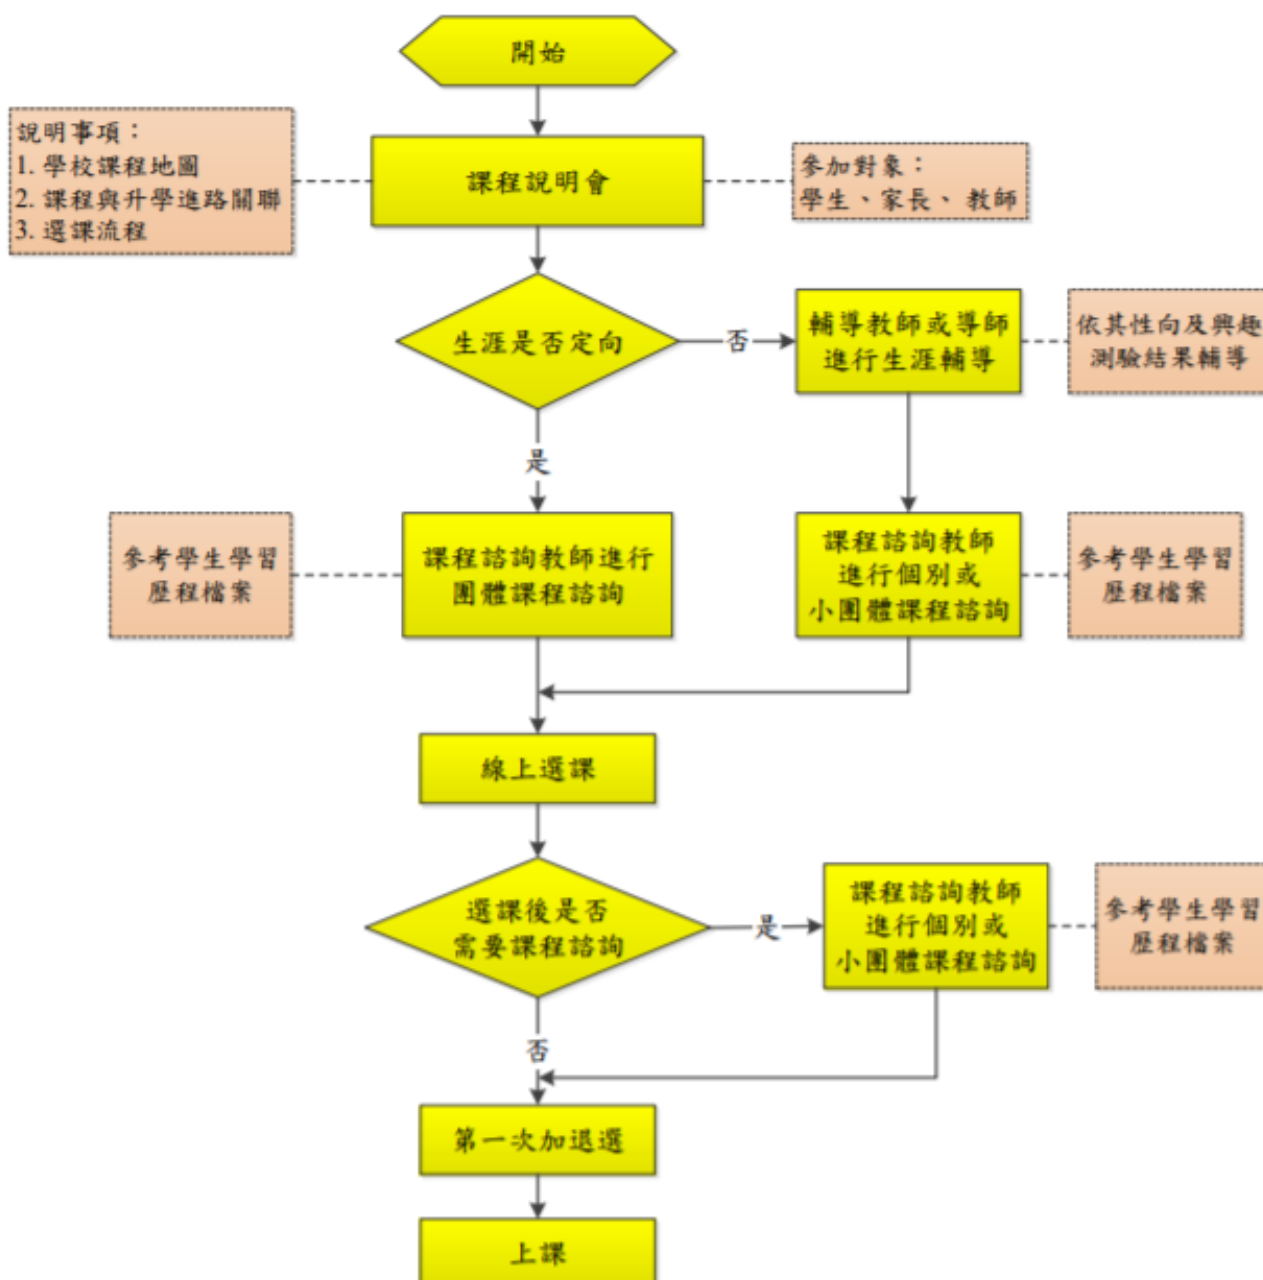 開始
說明事項：
1. 學校課程地圖
2. 課程與升學進路關聯
3. 選課流程
課程說明會
參加對象：
學生、家長、 教師
生涯是否定向
否
輔導教師或導師
進行生涯輔導
依其性向及興趣
測驗結果輔導
是
參考學生學習
歷程檔案
課程諮詢教師進行
團體課程諮詢
課程諮詢教師
進行個別或
小團體課程諮詢
參考學生學習
歷程檔案
線上選課
選課後是否
需要課程諮詢
是
課程諮詢教師
進行個別或
小團體課程諮詢
參考學生學習
歷程檔案
否
第一次加退選
上課